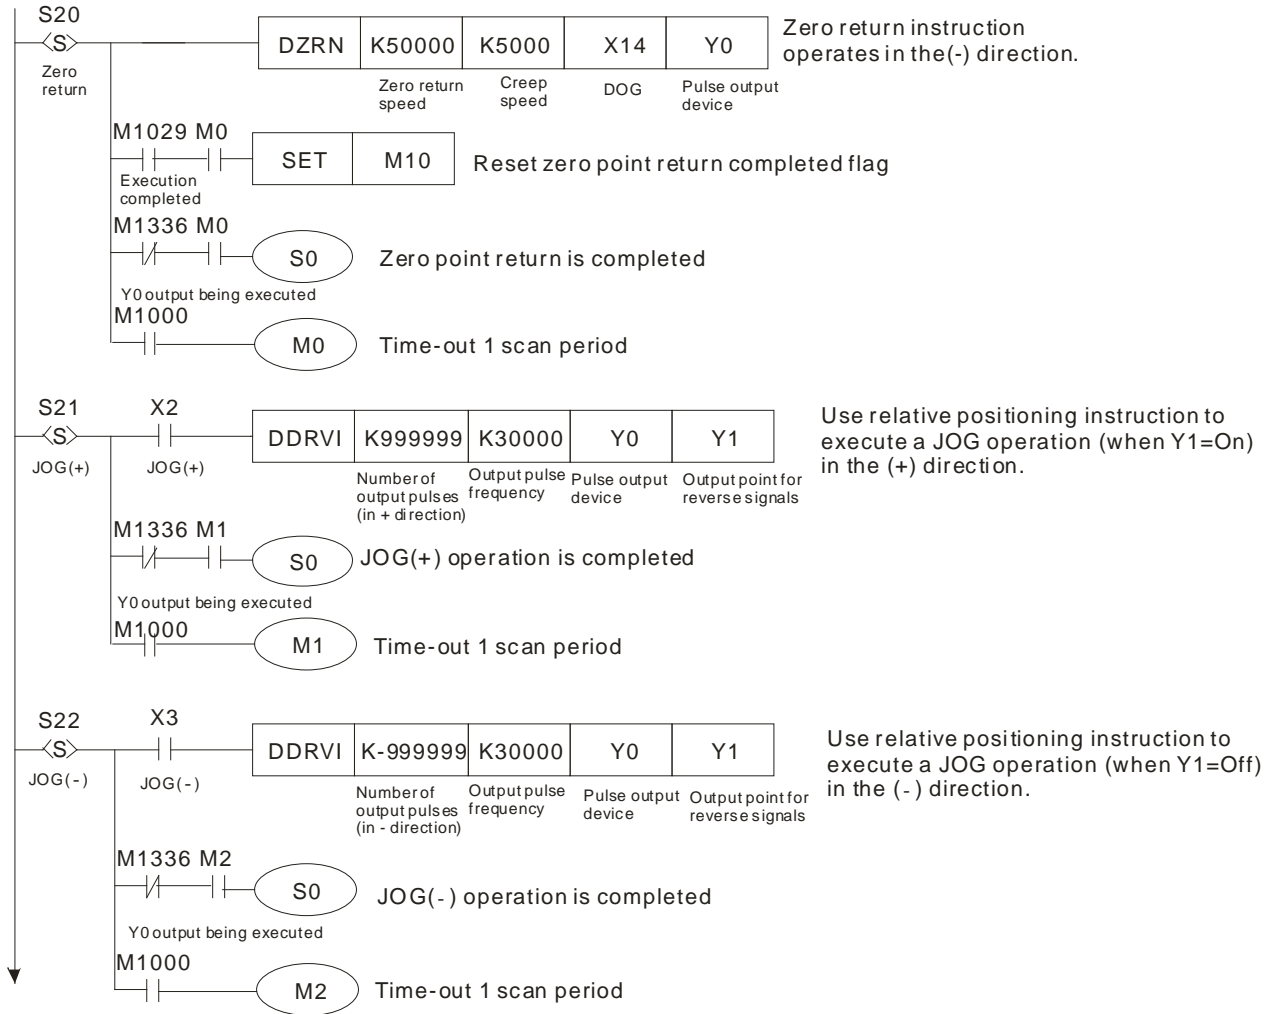 S20
S
Zero
return
DZRN K50000 K5000 X14 Y0
Zero return
speed
Creep
speed
DOG
Pulse output
device
Zero return instruction
operates in the(-) direction.
M1029 M0
Execution
completed
SET M10
Reset zero point return completed flag
M1336 M0
S0
Zero point return is completed
Y0 output being executed
M1000
M0
Time-out 1 scan period
S21
S
JOG(+)
X2
JOG(+)
DDRVI K999999 K30000 Y0 Y1
Number of
output pulses
(in + direction)
Output pulse
frequency
Pulse output
device
Output point for
reverse signals
Use relative positioning instruction to
execute a JOG operation (when Y1=On)
in the (+) direction.
M1336 M1
S0
JOG(+) operation is completed
Y0 output being executed
M1000
M1
Time-out 1 scan period
S22
S
JOG(-)
X3
JOG(-)
DDRVI K-999999 K30000 Y0 Y1
Number of
output pulses
(in - direction)
Output pulse
frequency
Pulse output
device
Output point for
reverse signals
Use relative positioning instruction to
execute a JOG operation (when Y1=Off)
in the (-) direction.
M1336 M2
S0
JOG(-) operation is completed
Y0 output being executed
M1000
M2
Time-out 1 scan period